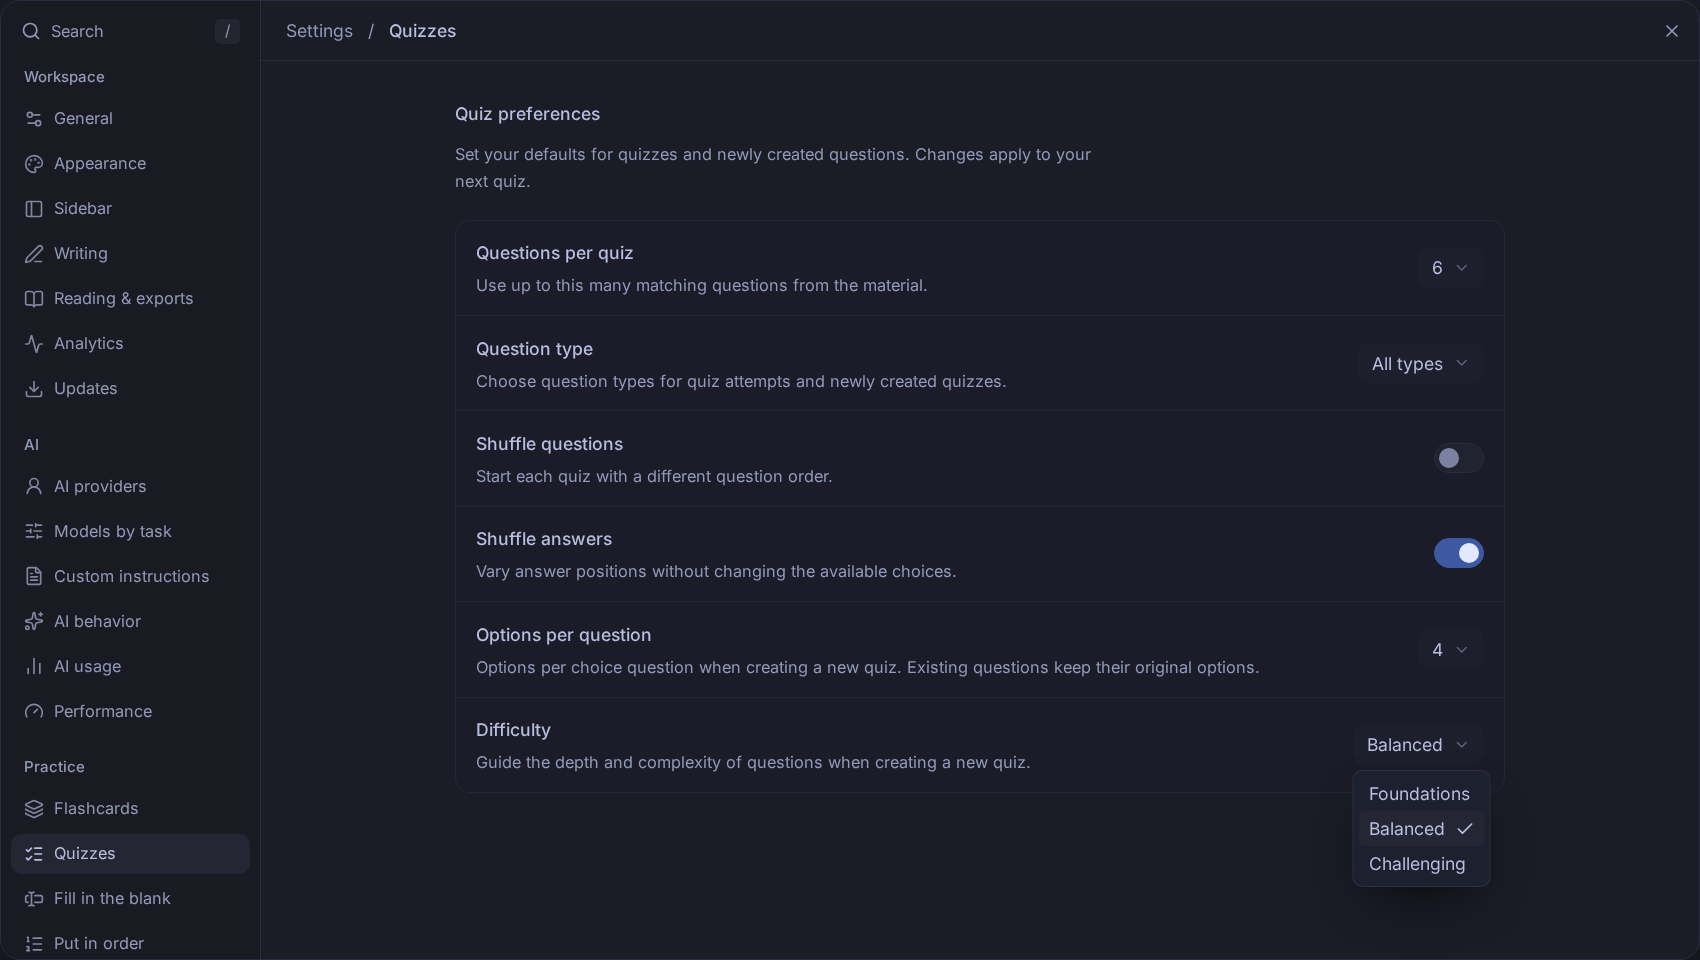 Search
/
Workspace
General
Appearance
Sidebar
Writing
Reading & exports
Analytics
Updates
AI
AI providers
Models by task
Custom instructions
AI behavior
AI usage
Performance
Practice
Flashcards
Quizzes
Fill in the blank
Put in order
Settings / Quizzes
Quiz preferences
Set your defaults for quizzes and newly created questions. Changes apply to your
next quiz.
Questions per quiz
Use up to this many matching questions from the material.
6
Question type
Choose question types for quiz attempts and newly created quizzes.
All types
Shuffle questions
Start each quiz with a different question order.
Shuffle answers
Vary answer positions without changing the available choices.
Options per question
Options per choice question when creating a new quiz. Existing questions keep their original options.
4
Difficulty
Guide the depth and complexity of questions when creating a new quiz.
Balanced
Foundations
Balanced
Challenging